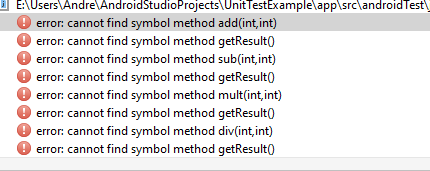 E:\Users\Andre\AndroidStudioProjects\UnitTestExample\app\src\androidTest\
error: cannot find symbol method add(int,int)
error: cannot find symbol method getResult()
error: cannot find symbol method sub(int,int)
error: cannot find symbol method getResult()
error: cannot find symbol method mult(int,int)
error: cannot find symbol method getResult()
error: cannot find symbol method div(int,int)
error: cannot find symbol method getResult()